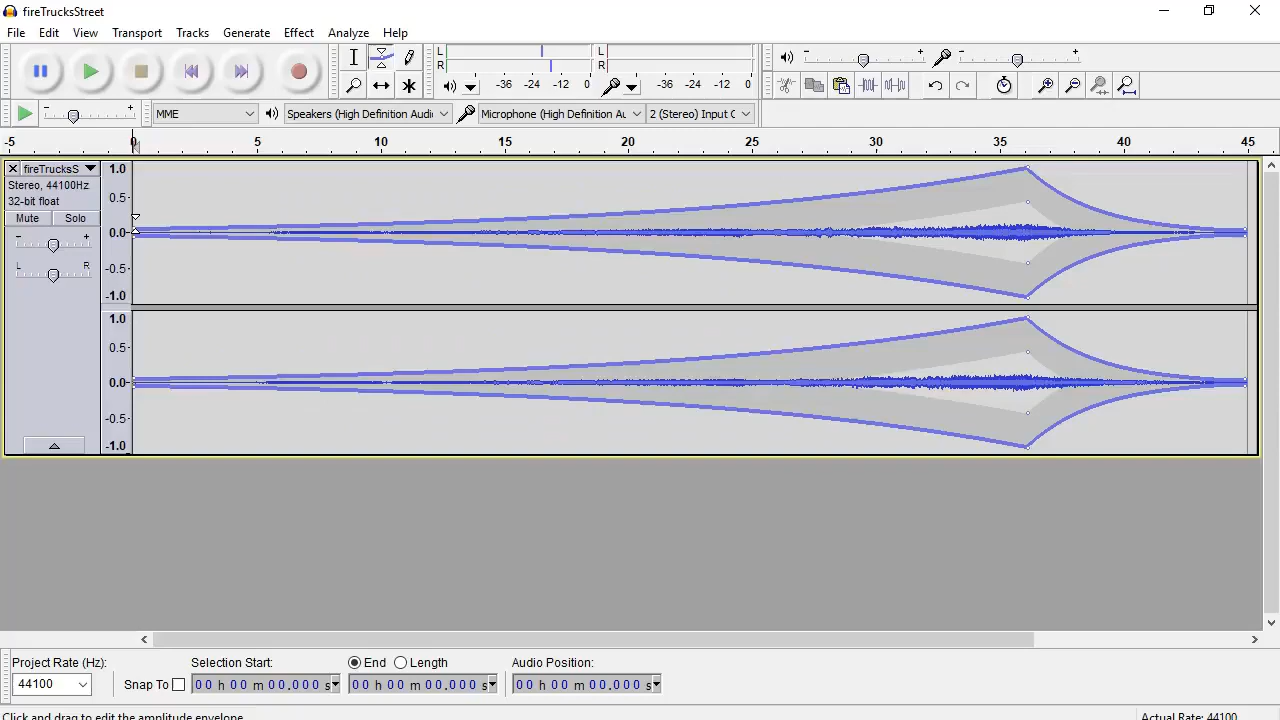 fireTrucksStreet
File Edit View Transport Tracks Generate Effect Analyze Help
L R -36 -24 -12 0 L R -36 -24 -12 0
MME Speakers (High Definition Audi Microphone (High Definition Au 2 (Stereo) Input C
-5 0 5 10 15 20 25 30 35 40 45
fireTrucksS
Stereo, 44100Hz
32-bit float
Mute Solo
L R
1.0
0.5-
0.0-
-0.5-
-1.0
1.0
0.5-
0.0-
-0.5-
-1.0
Project Rate (Hz): Selection Start: End Length Audio Position:
44100 Snap To 00 h 00 m 00.000 s 00 h 00 m 00.000 s 00 h 00 m 00.000 s
Click and drag to edit the amplitude envelope
Actual Rate: 44100